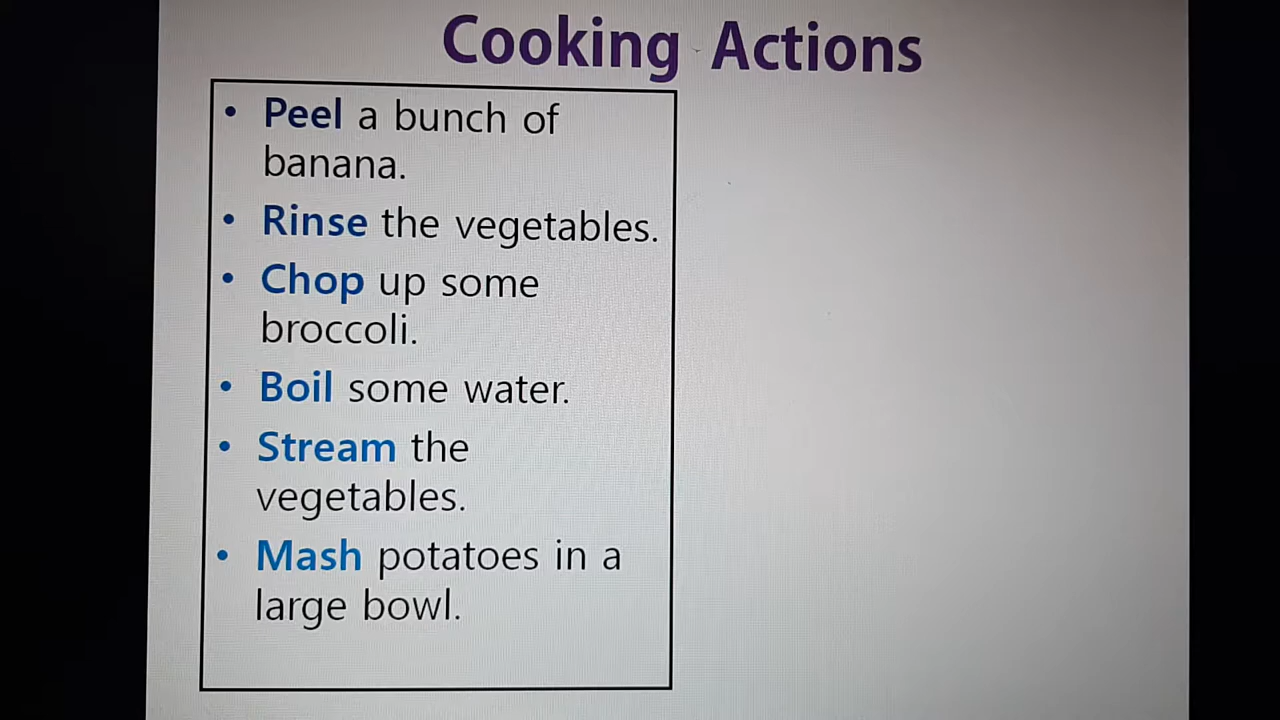 Cooking Actions
• Peel a bunch of
banana.
• Rinse the vegetables.
• Chop up some
broccoli.
• Boil some water.
• Stream the
vegetables.
• Mash potatoes in a
large bowl.